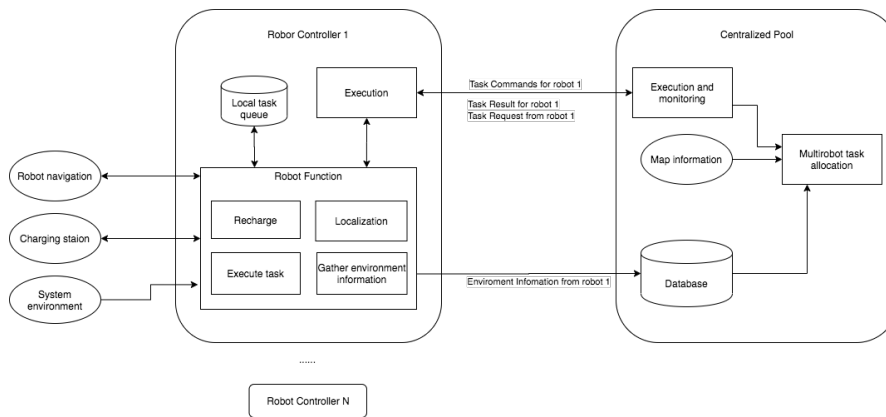 Robor Controller 1
Centralized Pool
Local task
queue
Execution
Task Commands for robot 1
Task Result for robot 1
Task Request from robot 1
Execution and
monitoring
Map information
Multirobot task
allocation
Robot navigation
Charging staion
System
environment
Robot Function
Recharge
Localization
Execute task
Gather environment
information
Enviroment Infomation from robot 1
Database
......
Robot Controller N